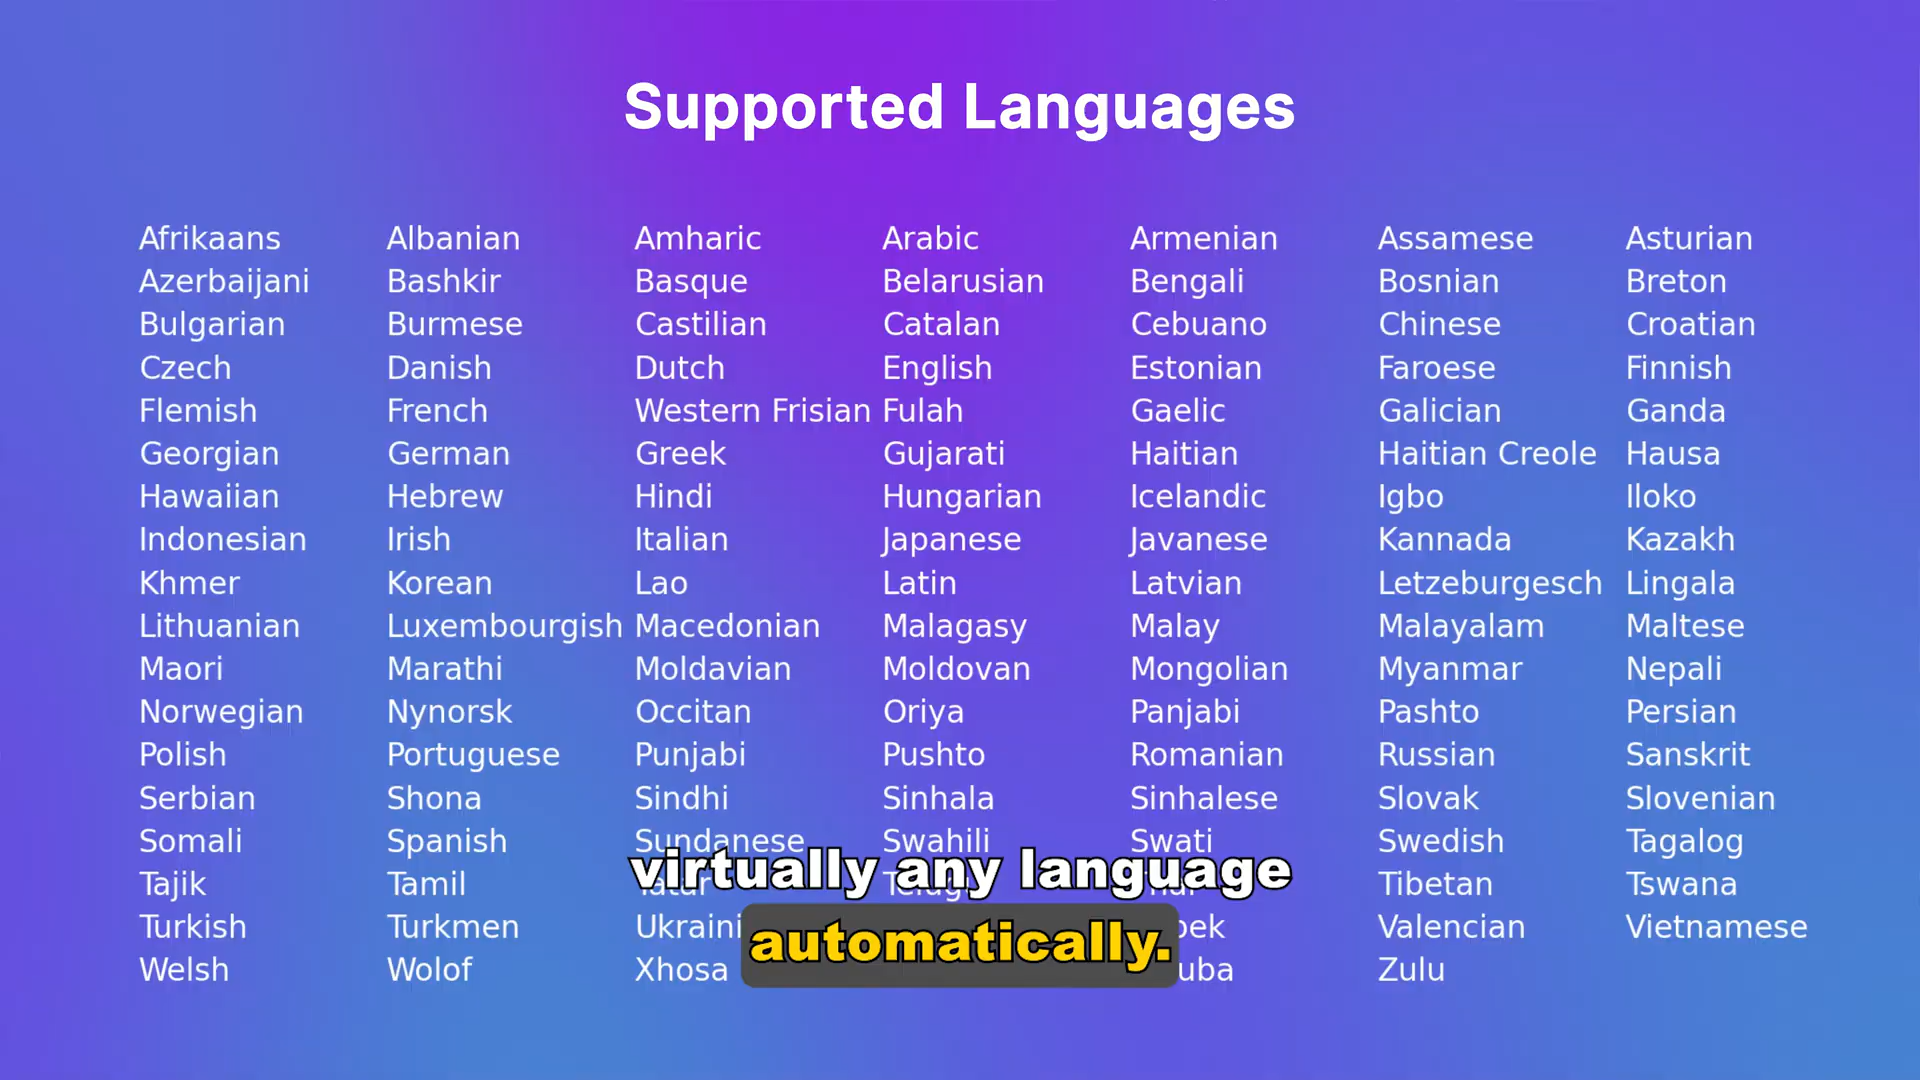 Supported Languages
Afrikaans Albanian Amharic Arabic Armenian Assamese Asturian
Azerbaijani Bashkir Basque Belarusian Bengali Bosnian Breton
Bulgarian Burmese Castilian Catalan Cebuano Chinese Croatian
Czech Danish Dutch English Estonian Faroese Finnish
Flemish French Western Frisian Fulah Gaelic Galician Ganda
Georgian German Greek Gujarati Haitian Haitian Creole Hausa
Hawaiian Hebrew Hindi Hungarian Icelandic Igbo Iloko
Indonesian Irish Italian Japanese Javanese Kannada Kazakh
Khmer Korean Lao Latin Latvian Letzeburgesch Lingala
Lithuanian Luxembourgish Macedonian Malagasy Malay Malayalam Maltese
Maori Marathi Moldavian Moldovan Mongolian Myanmar Nepali
Norwegian Nynorsk Occitan Oriya Panjabi Pashto Persian
Polish Portuguese Punjabi Pushto Romanian Russian Sanskrit
Serbian Shona Sindhi Sinhala Sinhalese Slovak Slovenian
Somali Spanish Sundanese Swahili Swati Swedish Tagalog
Tajik Tamil Tibetan Tswana
Turkish Turkmen Valencian Vietnamese
Welsh Wolof Xhosa Zulu
virtually any language
automatically.